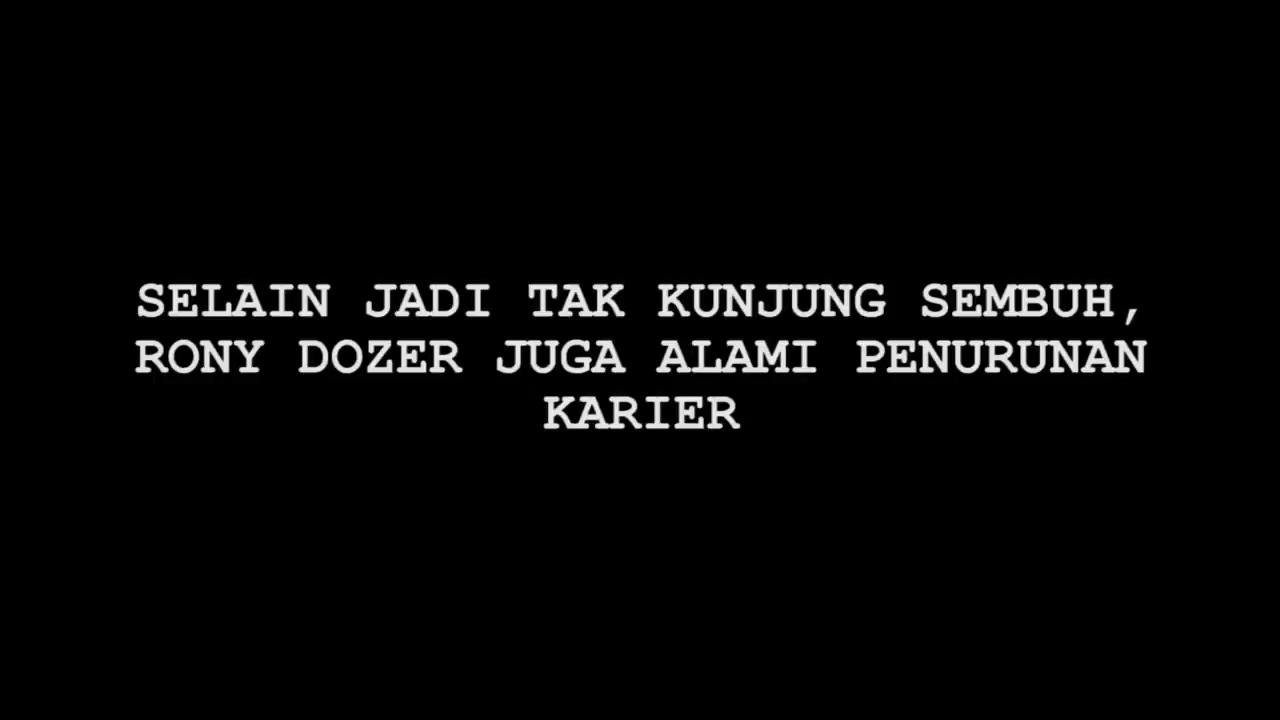 SELAIN JADI TAK KUNJUNG SEMBUH,
RONY DOZER JUGA ALAMI PENURUNAN
KARIER